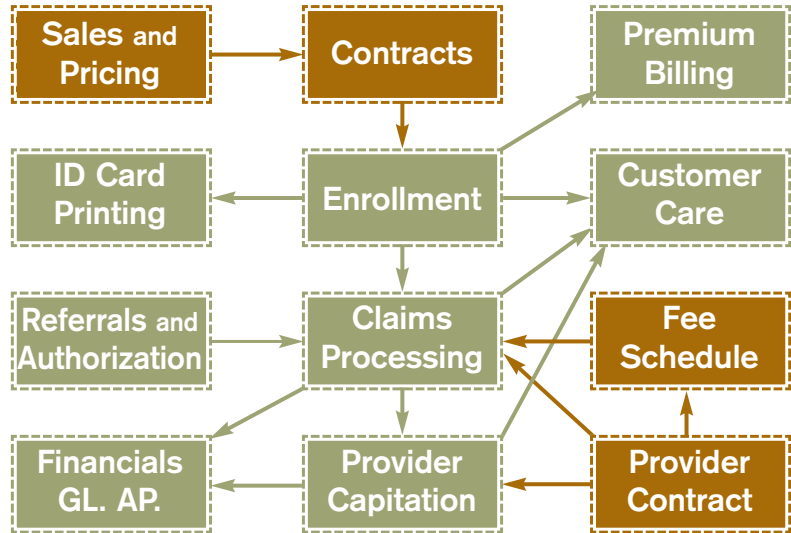 Sales and
Pricing
Contracts
Premium
Billing
ID Card
Printing
Enrollment
Customer
Care
Referrals and
Authorization
Claims
Processing
Fee
Schedule
Financials
GL. AP.
Provider
Capitation
Provider
Contract